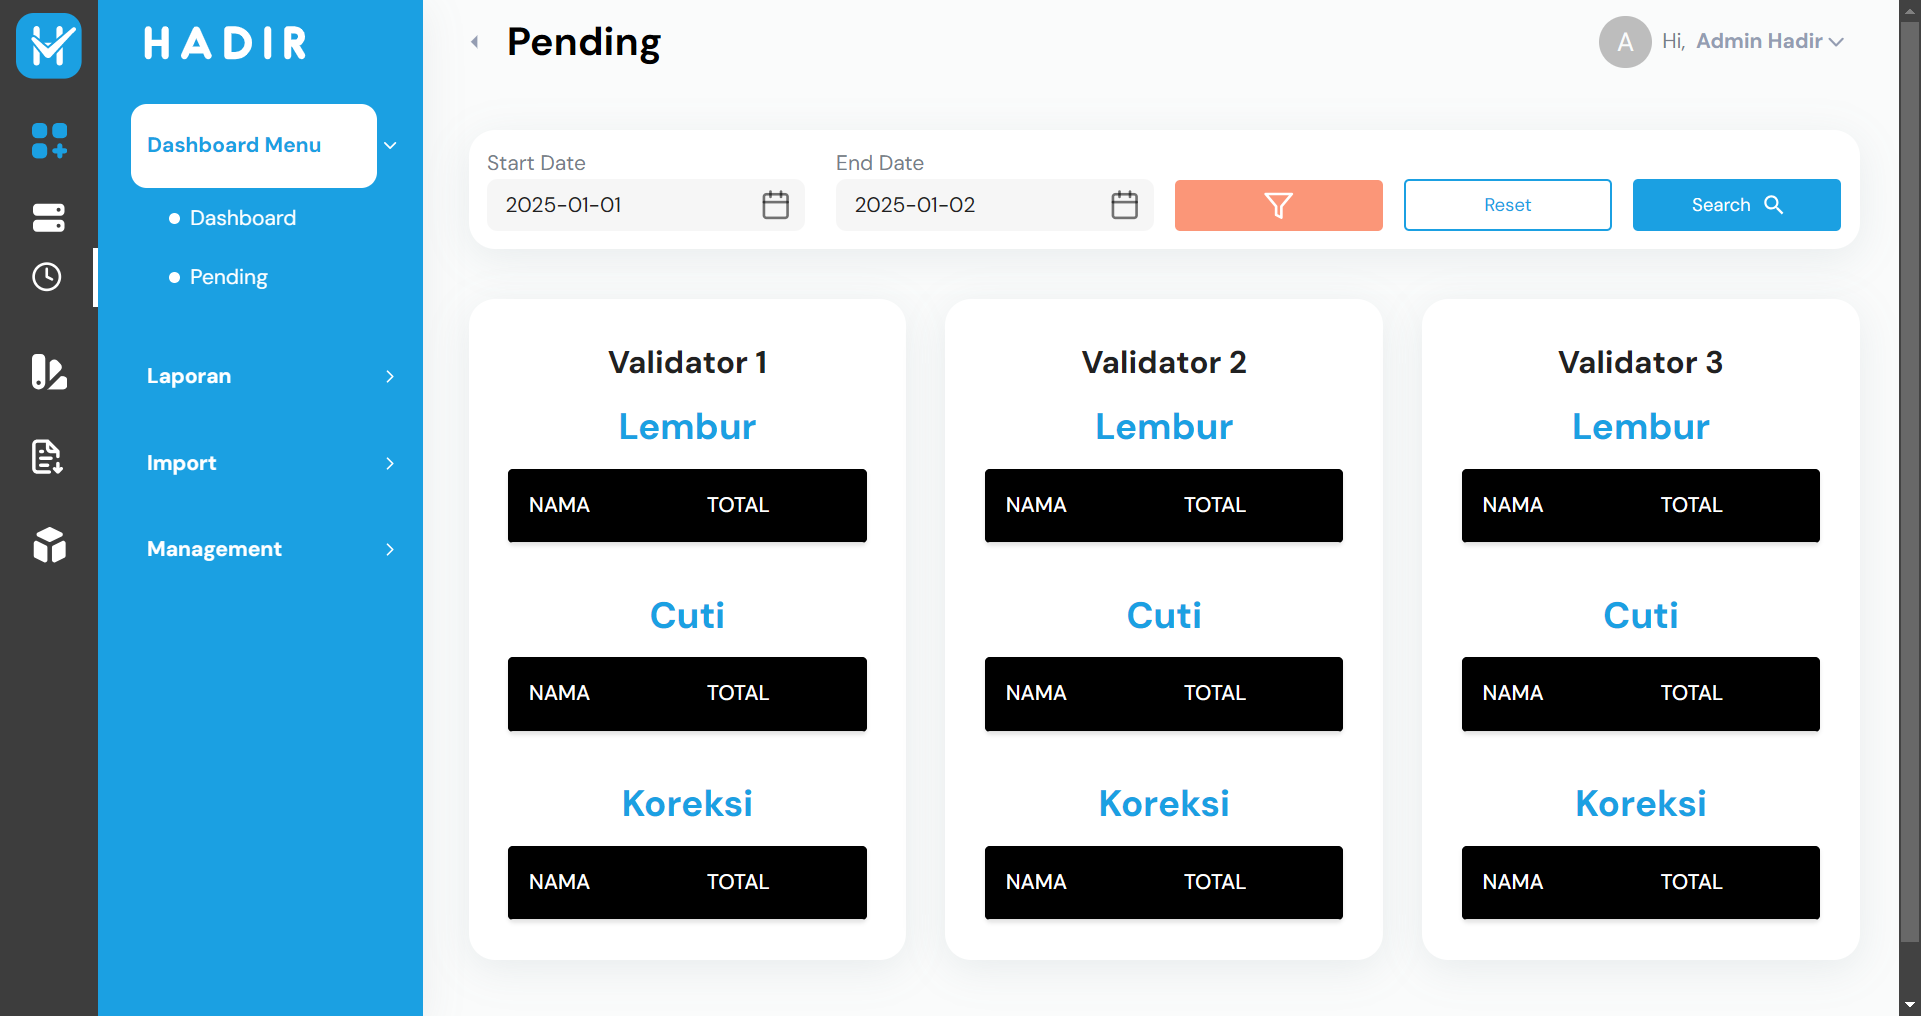 HADIR
Dashboard Menu
Dashboard
Pending
Laporan
Import
Management
Pending
A
Hi, Admin Hadir
Start Date
End Date
2025-01-01
2025-01-02
Reset
Search
Validator 1
Lembur
NAMA TOTAL
Cuti
NAMA TOTAL
Koreksi
NAMA TOTAL
Validator 2
Lembur
NAMA TOTAL
Cuti
NAMA TOTAL
Koreksi
NAMA TOTAL
Validator 3
Lembur
NAMA TOTAL
Cuti
NAMA TOTAL
Koreksi
NAMA TOTAL